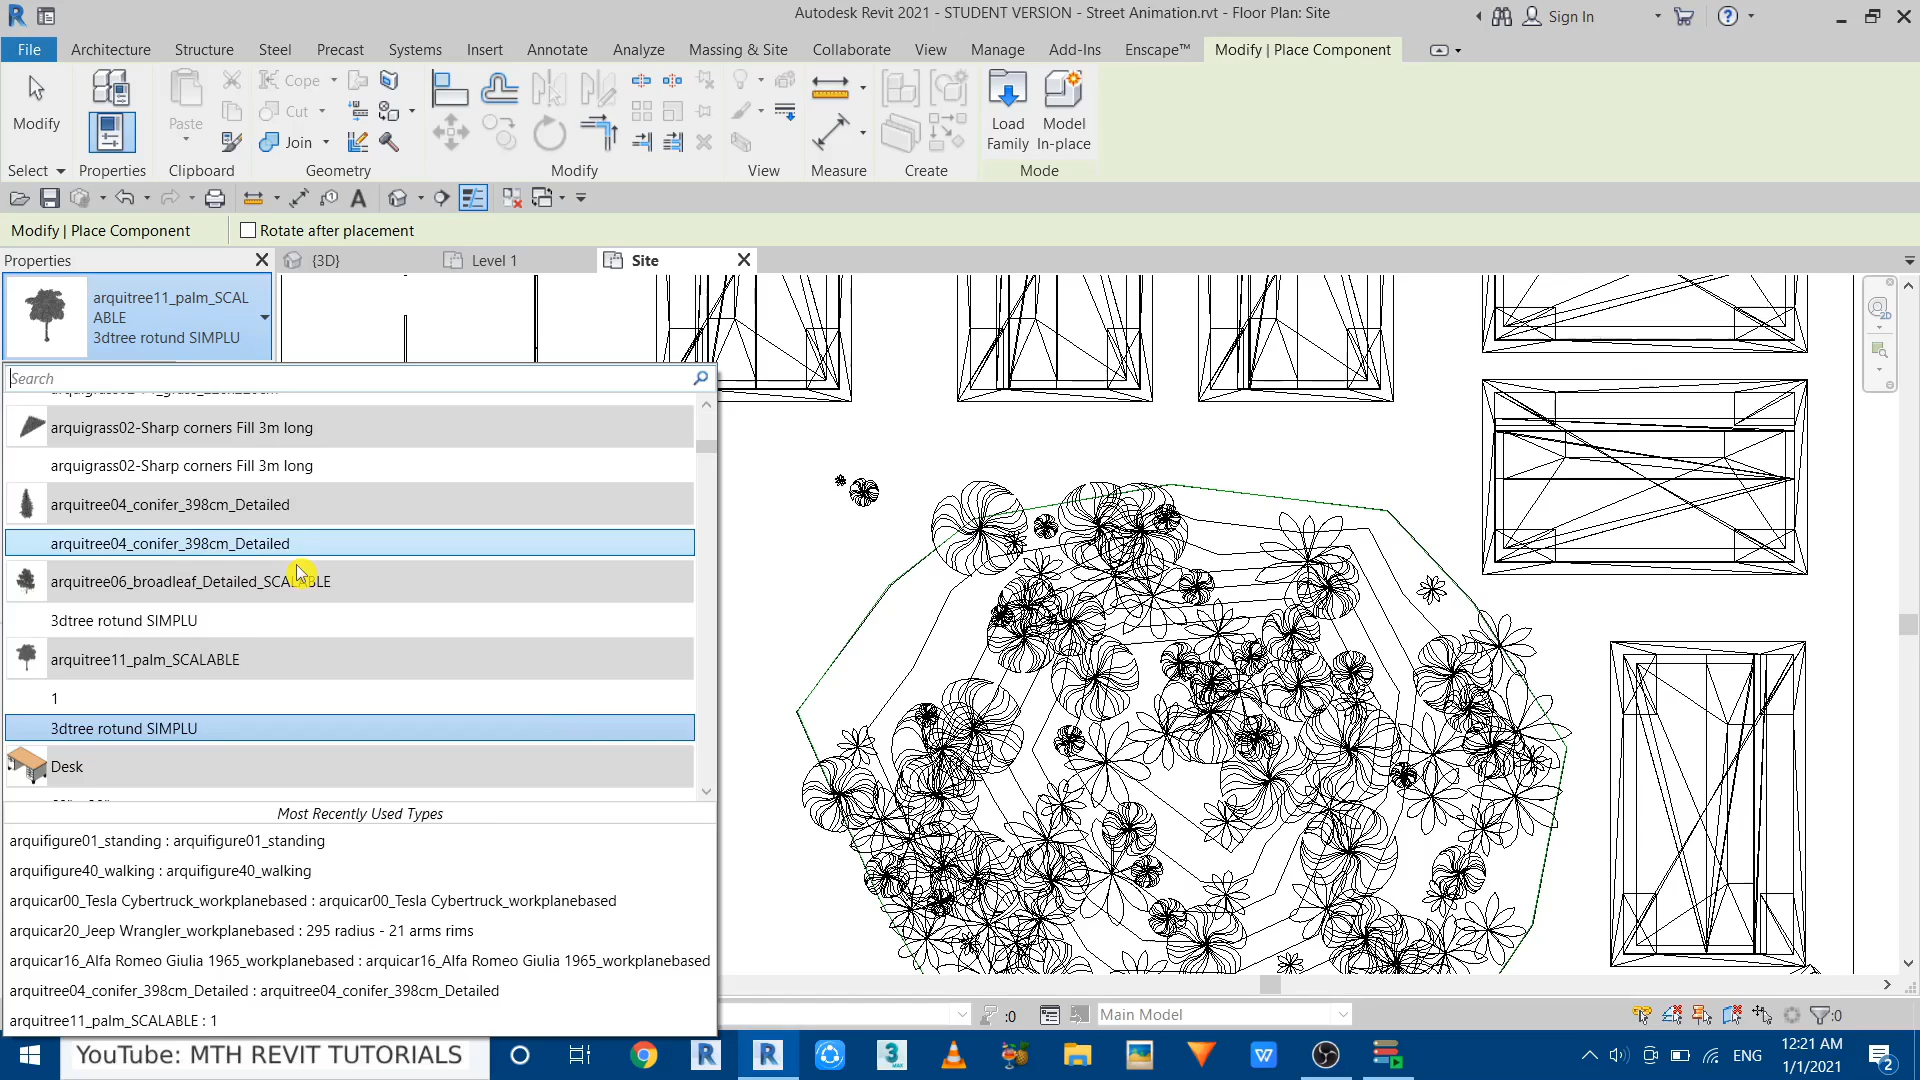 Autodesk Revit 2021 - STUDENT VERSION - Street Animation.rvt - Floor Plan: Site
Sign In
File
Architecture
Structure
Steel
Precast
Systems
Insert
Annotate
Analyze
Massing & Site
Collaborate
View
Manage
Add-Ins
Enscape™
Modify | Place Component
Modify
Paste
Cope
Cut
Join
Load
Family
Model
In-place
Select
Properties
Clipboard
Geometry
Modify
View
Measure
Create
Mode
Modify | Place Component
Rotate after placement
Properties
{3D}
Level 1
Site
arquitree11_palm_SCAL
ABLE
3dtree rotund SIMPLU
Search
arquigrass02-Sharp corners Fill 3m long
arquigrass02-Sharp corners Fill 3m long
arquitree04_conifer_398cm_Detailed
arquitree04_conifer_398cm_Detailed
arquitree06_broadleaf_Detailed_SCALABLE
3dtree rotund SIMPLU
arquitree11_palm_SCALABLE
1
3dtree rotund SIMPLU
Desk
Most Recently Used Types
arquifigure01_standing : arquifigure01_standing
arquifigure40_walking : arquifigure40_walking
arquicar00_Tesla Cybertruck_workplanebased : arquicar00_Tesla Cybertruck_workplanebased
arquicar20_Jeep Wrangler_workplanebased : 295 radius - 21 arms rims
arquicar16_Alfa Romeo Giulia 1965_workplanebased : arquicar16_Alfa Romeo Giulia 1965_workplanebased
arquitree04_conifer_398cm_Detailed : arquitree04_conifer_398cm_Detailed
arquitree11_palm_SCALABLE : 1
:0
Main Model
:0
YouTube: MTH REVIT TUTORIALS
ENG
12:21 AM
1/1/2021
2